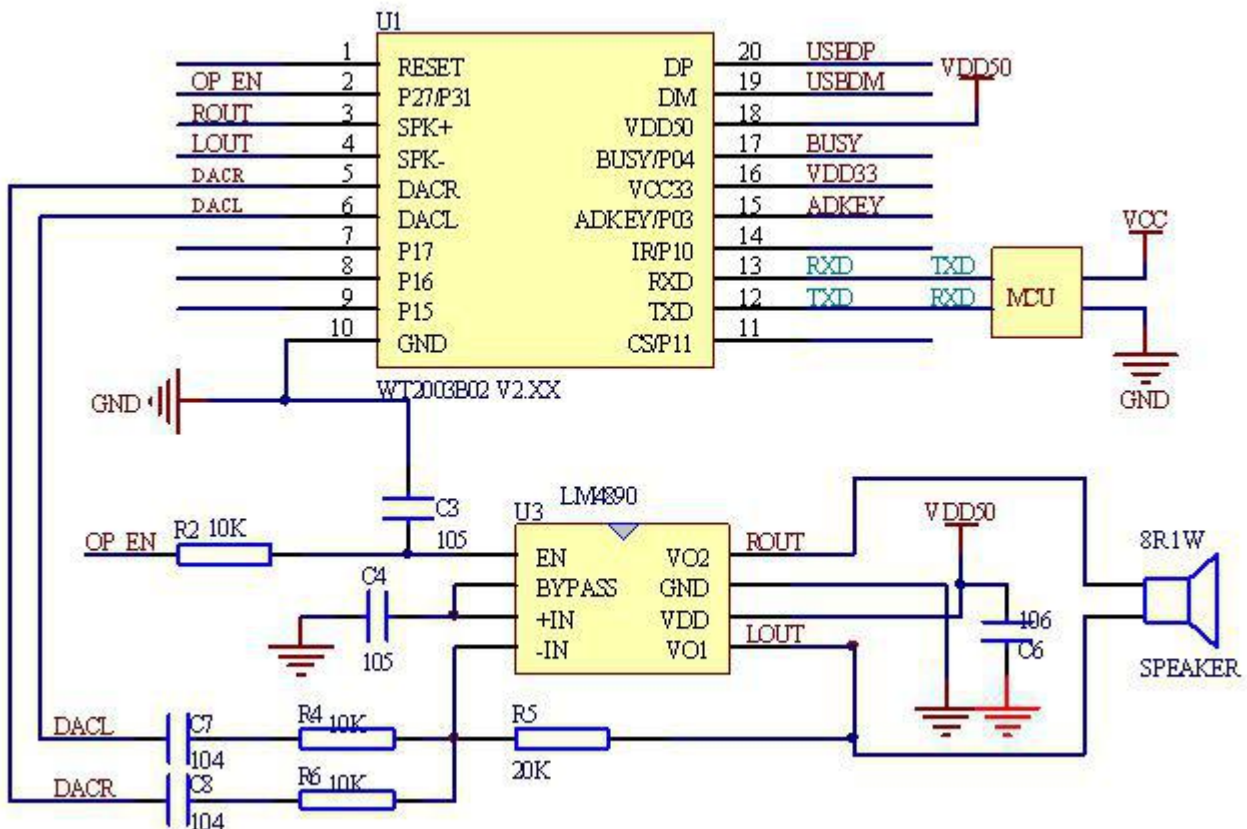 U1
1 RESET DP 20 USBDP
OP EN 2 P27/P31 DM 19 USBDM VDD50
ROUT 3 SPK+ VDD50 18
LOUT 4 SPK- BUSY/P04 17 BUSY
DACR 5 DACR VCC33 16 VDD33
DACL 6 DACL ADKEY/P03 15 ADKEY
7 P17 IR/P10 14
8 P16 RXD 13 RXD TXD
9 P15 TXD 12 TXD RXD
10 GND CS/P11 11
MCU
VCC
GND
WT2003B02 V2.XX
GND
C3
105
OP EN R2 10K
U3 LM4890
EN VO2 ROUT
BYPASS GND
+IN VDD
-IN VO1 LOUT
C4
105
VDD50
106
C6
8R1W
SPEAKER
DACL C7
104
R4 10K
R5
20K
DACR C8
104
R6 10K